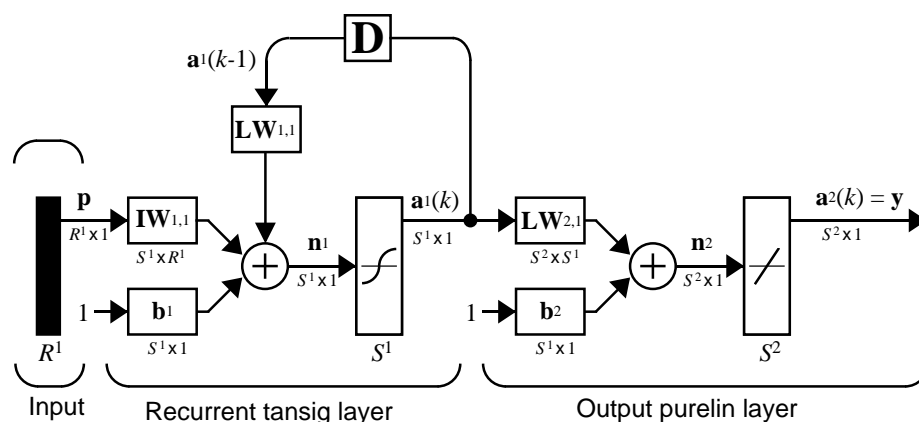 D
a1(k-1)
LW1,1
p
a1(k)
a2(k) = y
R1 x 1
IW1,1
n1
S1 x 1
LW2,1
n2
S2 x 1
S1 x R1
S1 x 1
S2 x S1
S2 x 1
1
b1
1
b2
R1
S1 x 1
S1
S1 x 1
S2
Input
Recurrent tansig layer
Output purelin layer